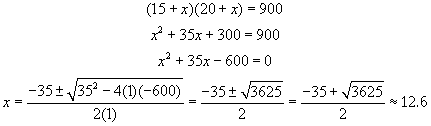 (15 + x)(20 + x) = 900
x² + 35x + 300 = 900
x² + 35x − 600 = 0
x = (−35 ± √(35² − 4(1)(−600))) / 2(1) = (−35 ± √3625) / 2 = (−35 + √3625) / 2 ≈ 12.6